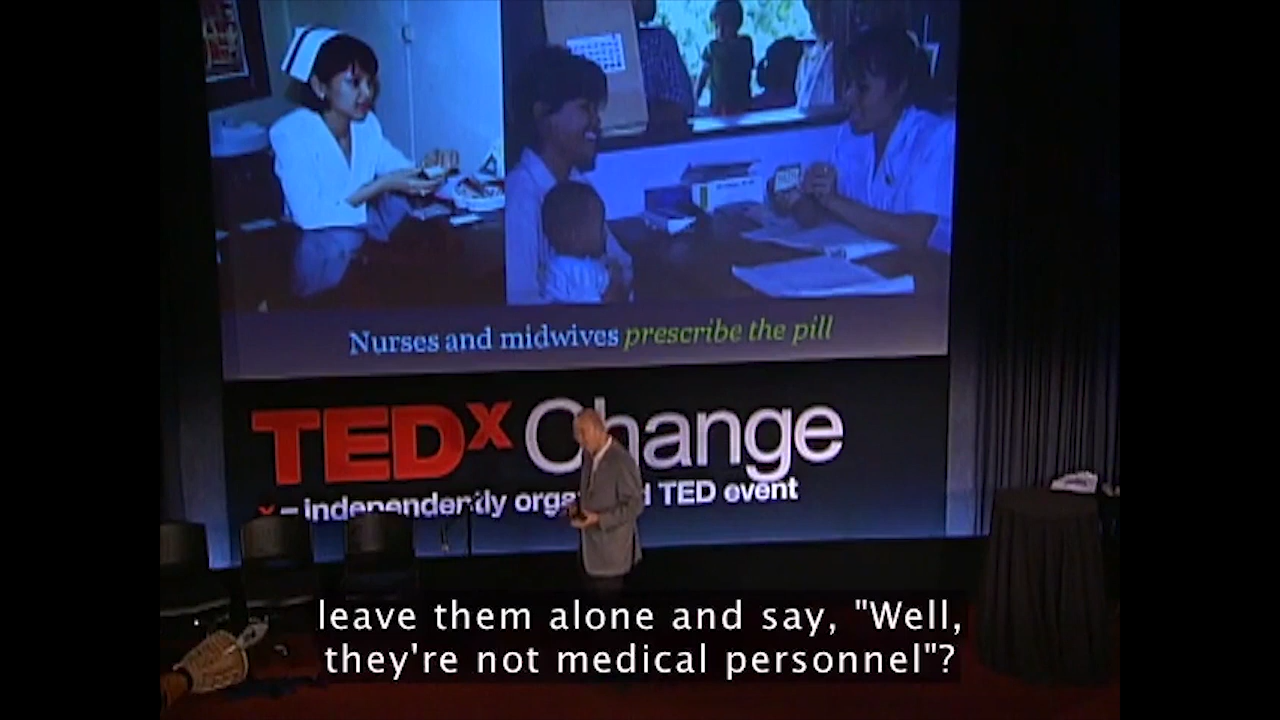 Nurses and midwives prescribe the pill
TEDx Change
x = independently TED event
leave them alone and say, "Well,
they're not medical personnel"?